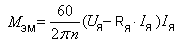 Mэм = 60/2πn (Uя − Rя · Iя) Iя